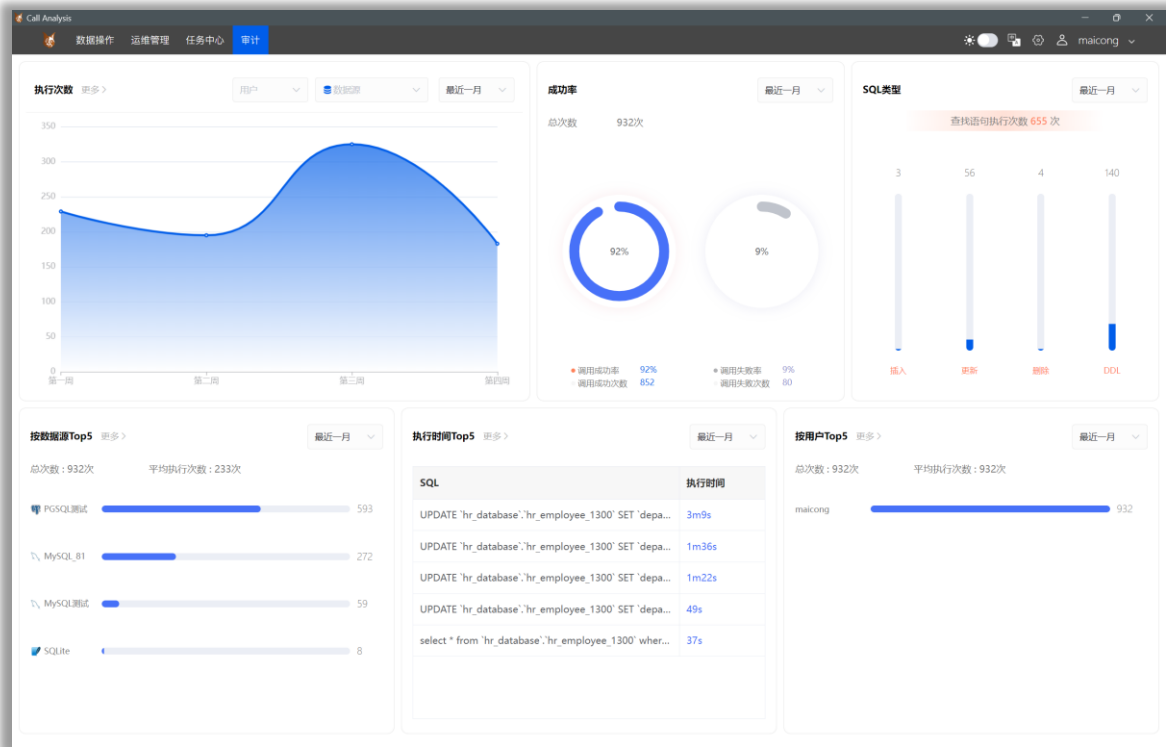 Call Analysis
数据操作 运维管理 任务中心 审计 maicong
执行次数 更多 用户 数据源 最近一月
350
300
250
200
150
100
50
0
第一周 第二周 第三周 第四周
成功率 最近一月
总次数 932次
92% 9%
调用成功率 92% 调用失败率 9%
调用成功次数 852 调用失败次数 80
SQL类型 最近一月
查找语句执行次数 655 次
3 56 4 140
插入 更新 删除 DDL
按数据源Top5 更多 最近一月
总次数 : 932次 平均执行次数 : 233次
PGSQL测试 593
MySQL_81 272
MySQL测试 59
SQLite 8
执行时间Top5 更多 最近一月
SQL 执行时间
UPDATE `hr_database`.`hr_employee_1300` SET `depa... 3m9s
UPDATE `hr_database`.`hr_employee_1300` SET `depa... 1m36s
UPDATE `hr_database`.`hr_employee_1300` SET `depa... 1m22s
UPDATE `hr_database`.`hr_employee_1300` SET `depa... 49s
select * from `hr_database`.`hr_employee_1300` wher... 37s
按用户Top5 更多 最近一月
总次数 : 932次 平均执行次数 : 932次
maicong 932